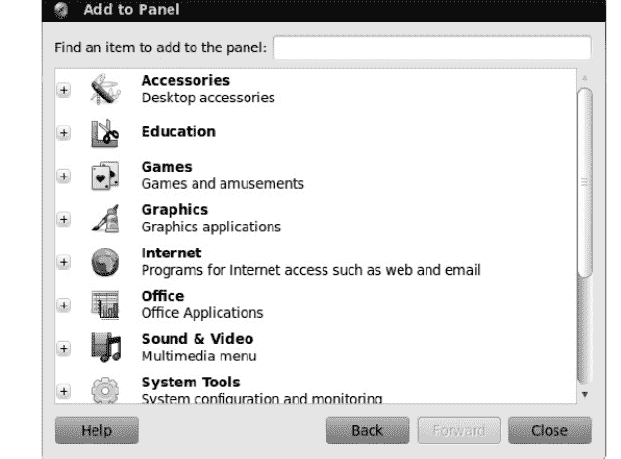 Add to Panel
Find an item to add to the panel:
Accessories
Desktop accessories
Education
Games
Games and amusements
Graphics
Graphics applications
Internet
Programs for Internet access such as web and email
Office
Office Applications
Sound & Video
Multimedia menu
System Tools
System configuration and monitoring
Help Back Forward Close